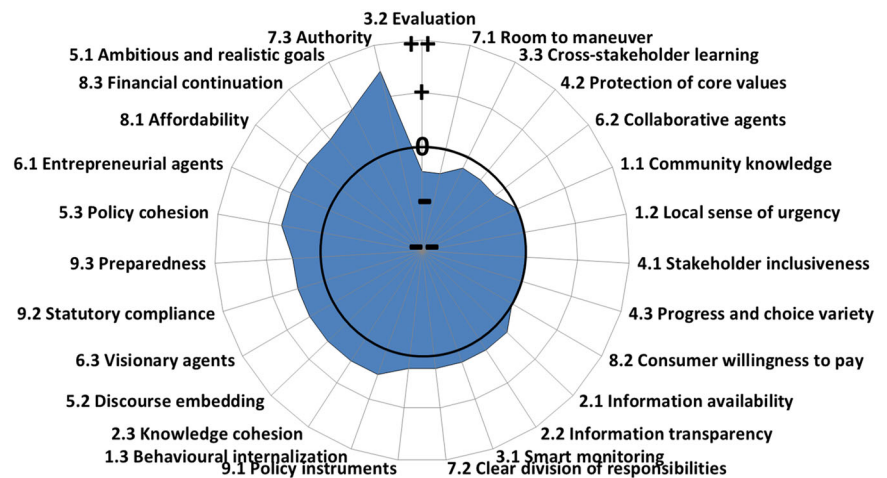 3.2 Evaluation
7.1 Room to maneuver
3.3 Cross-stakeholder learning
4.2 Protection of core values
6.2 Collaborative agents
1.1 Community knowledge
1.2 Local sense of urgency
4.1 Stakeholder inclusiveness
4.3 Progress and choice variety
8.2 Consumer willingness to pay
2.1 Information availability
2.2 Information transparency
3.1 Smart monitoring
7.2 Clear division of responsibilities
9.1 Policy instruments
1.3 Behavioural internalization
2.3 Knowledge cohesion
5.2 Discourse embedding
6.3 Visionary agents
9.2 Statutory compliance
9.3 Preparedness
5.3 Policy cohesion
6.1 Entrepreneurial agents
8.1 Affordability
8.3 Financial continuation
5.1 Ambitious and realistic goals
7.3 Authority
++
+
0
-
--